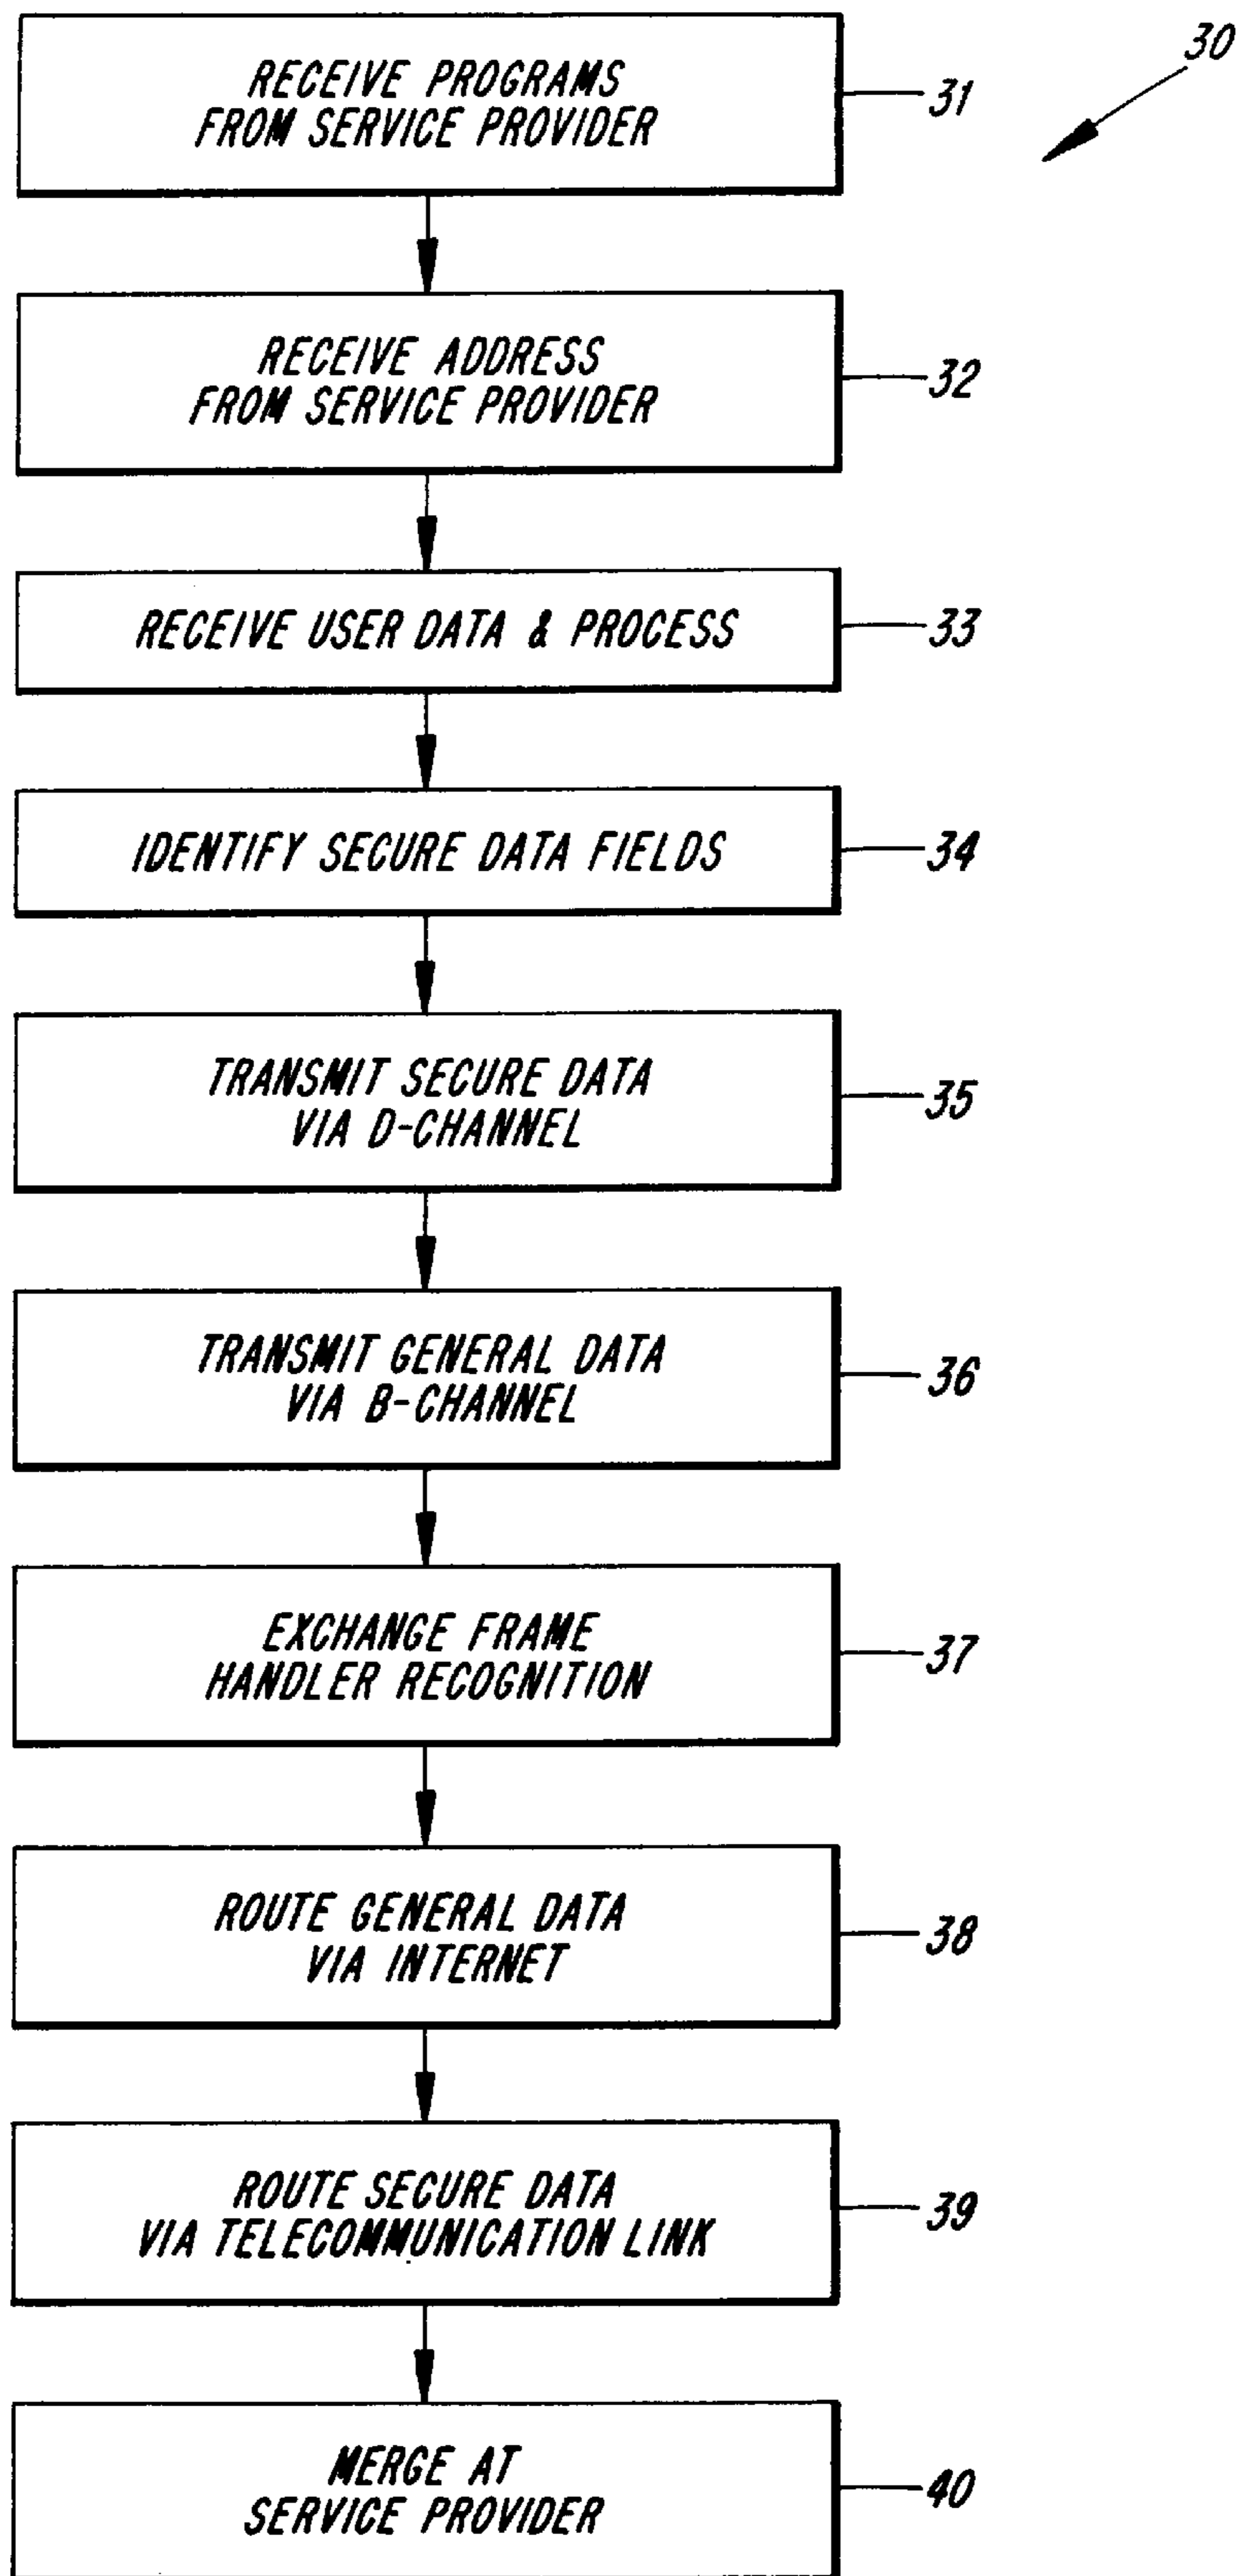 30
RECEIVE PROGRAMS
FROM SERVICE PROVIDER
31
RECEIVE ADDRESS
FROM SERVICE PROVIDER
32
RECEIVE USER DATA & PROCESS
33
IDENTIFY SECURE DATA FIELDS
34
TRANSMIT SECURE DATA
VIA D-CHANNEL
35
TRANSMIT GENERAL DATA
VIA B-CHANNEL
36
EXCHANGE FRAME
HANDLER RECOGNITION
37
ROUTE GENERAL DATA
VIA INTERNET
38
ROUTE SECURE DATA
VIA TELECOMMUNICATION LINK
39
MERGE AT
SERVICE PROVIDER
40